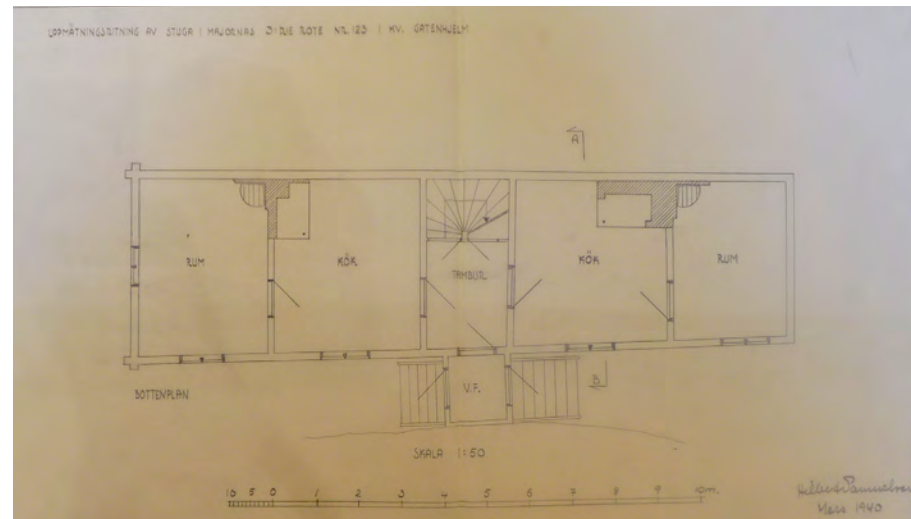 UPPMÄTNINGSRITNING AV STUGA I MAJORNAS 3:DJE ROTE NR. 123 I KV. GATENHJELM
A
RUM
KÖK
TAMBUR
KÖK
RUM
V.F.
B
BOTTENPLAN
SKALA 1:50
10 5 0 1 2 3 4 5 6 7 8 9 10m.
Mars 1940